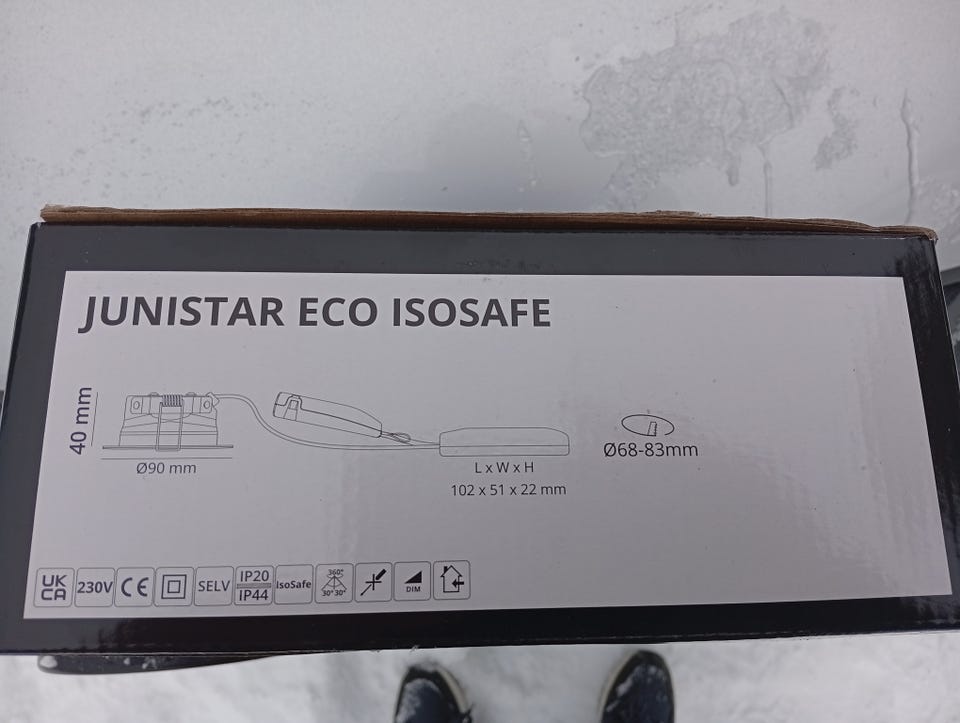 JUNISTAR ECO ISOSAFE
40 mm
Ø90 mm
L x W x H
102 x 51 x 22 mm
Ø68-83mm
UK
CA
230V
CE
SELV
IP20
IP44
IsoSafe
360°
30° 30°
DIM